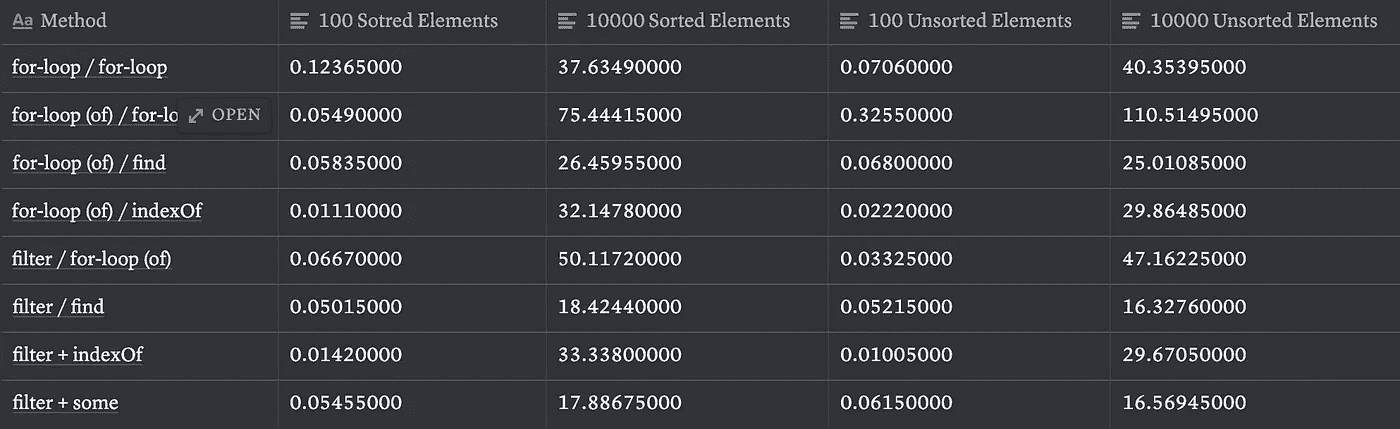 Aa Method 100 Sotred Elements 10000 Sorted Elements 100 Unsorted Elements 10000 Unsorted Elements
for-loop / for-loop 0.12365000 37.63490000 0.07060000 40.35395000
for-loop (of) / for-lo OPEN 0.05490000 75.44415000 0.32550000 110.51495000
for-loop (of) / find 0.05835000 26.45955000 0.06800000 25.01085000
for-loop (of) / indexOf 0.01110000 32.14780000 0.02220000 29.86485000
filter / for-loop (of) 0.06670000 50.11720000 0.03325000 47.16225000
filter / find 0.05015000 18.42440000 0.05215000 16.32760000
filter + indexOf 0.01420000 33.33800000 0.01005000 29.67050000
filter + some 0.05455000 17.88675000 0.06150000 16.56945000